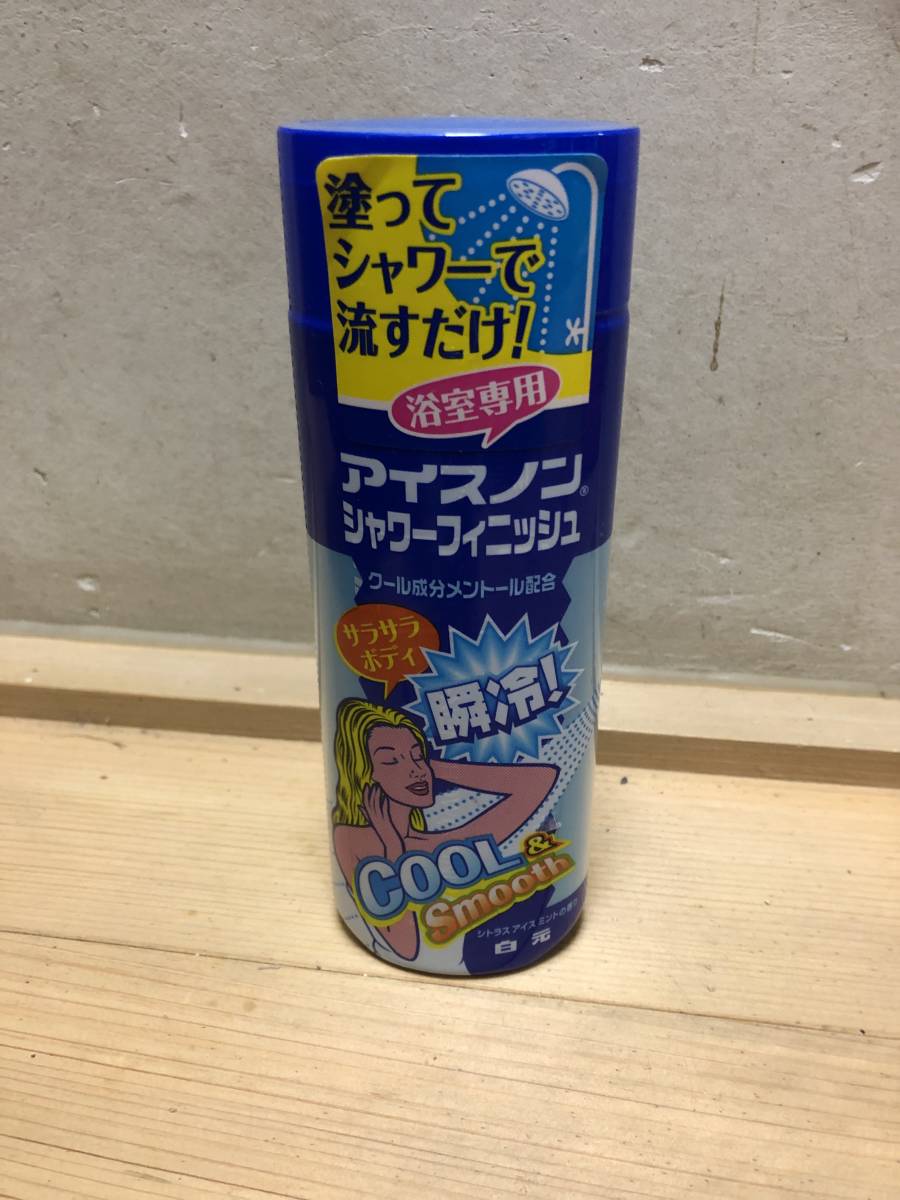 塗って
シャワーで
流すだけ!
浴室専用
アイスノン®
シャワーフィニッシュ
クール成分メントール配合
サラサラ
ボディ
瞬冷!
COOL &
Smooth
シトラス アイス ミントの香り
白元